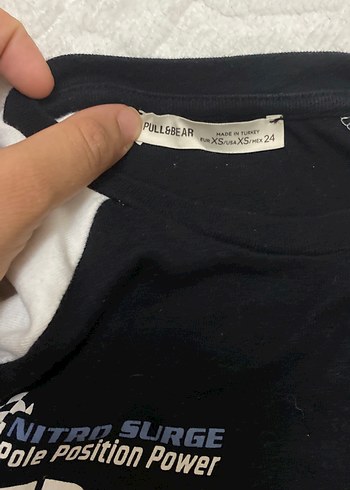 PULL&BEAR
MADE IN TURKEY
EUR XS/USA XS/MEX 24
NITRO SURGE
Pole Position Power